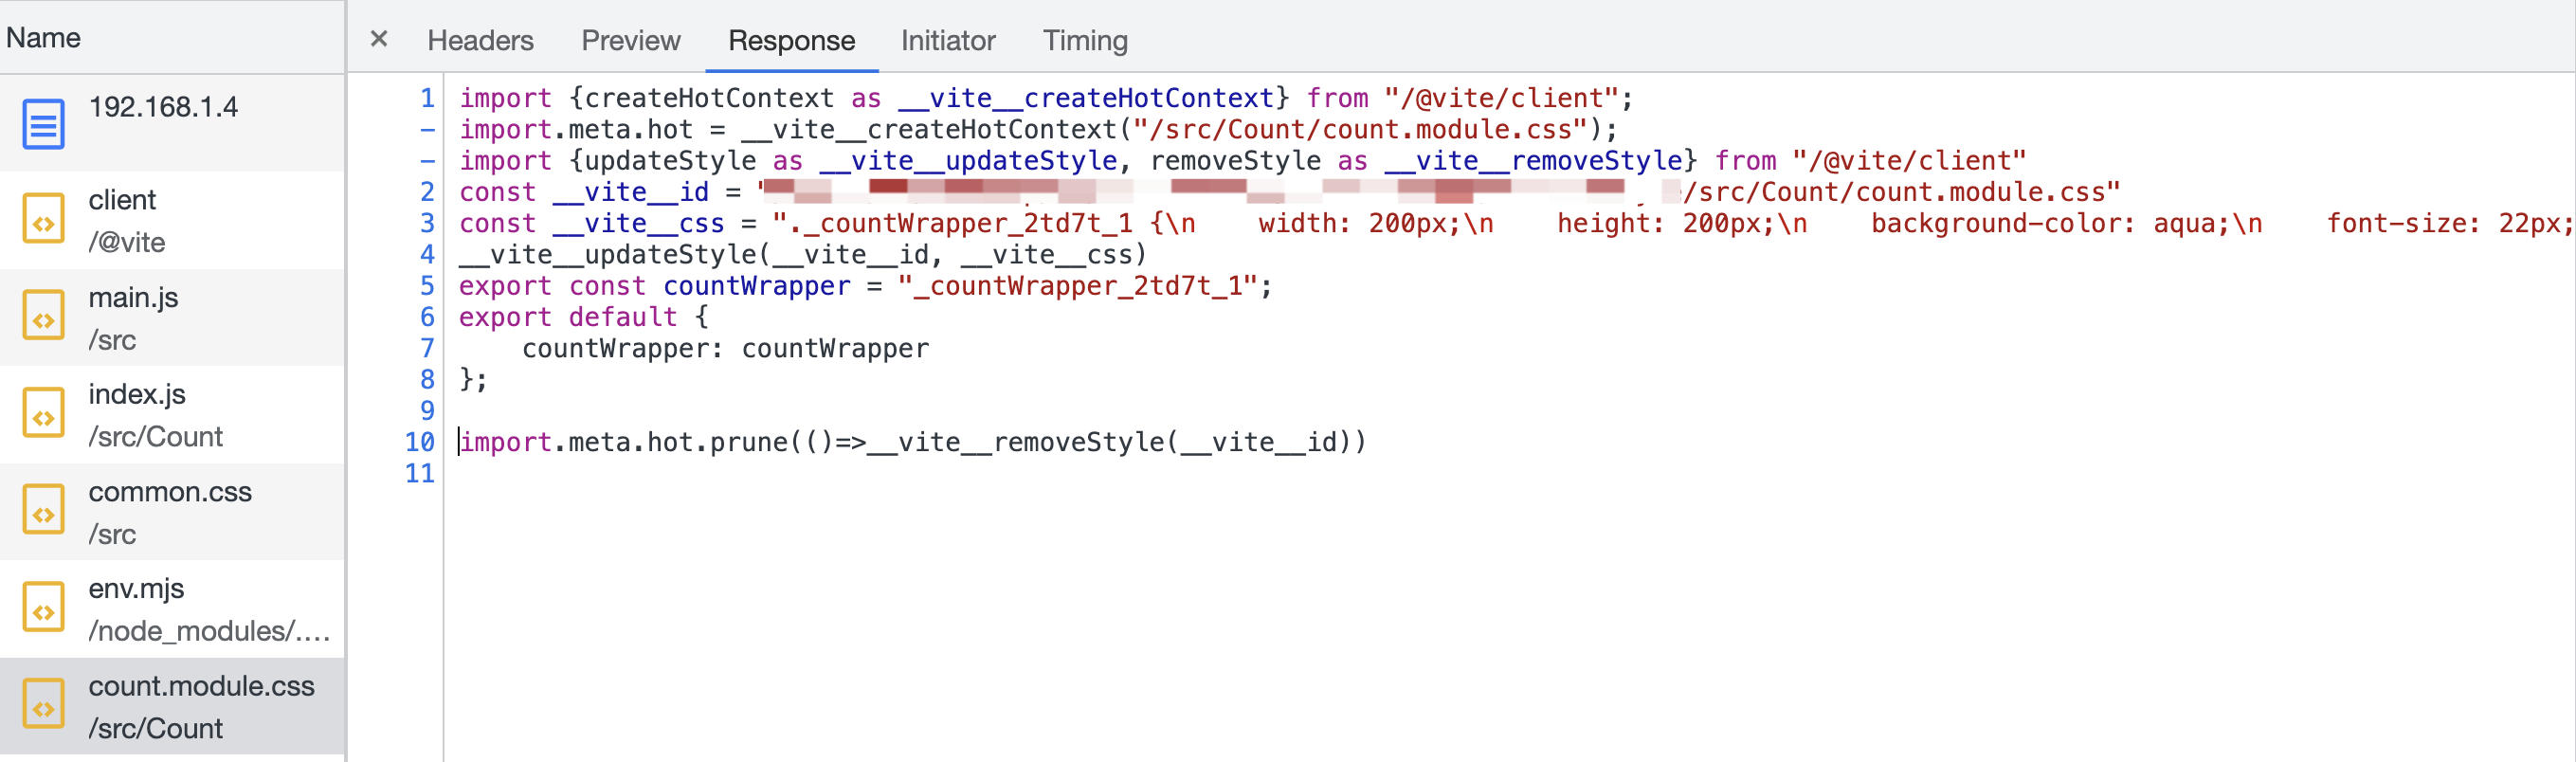 Name
192.168.1.4
client
/@vite
main.js
/src
index.js
/src/Count
common.css
/src
env.mjs
/node_modules/....
count.module.css
/src/Count
× Headers Preview Response Initiator Timing
1 import {createHotContext as __vite__createHotContext} from "/@vite/client";
- import.meta.hot = __vite__createHotContext("/src/Count/count.module.css");
- import {updateStyle as __vite__updateStyle, removeStyle as __vite__removeStyle} from "/@vite/client"
2 const __vite__id = "/src/Count/count.module.css"
3 const __vite__css = "._countWrapper_2td7t_1 {\n    width: 200px;\n    height: 200px;\n    background-color: aqua;\n    font-size: 22px;
4 __vite__updateStyle(__vite__id, __vite__css)
5 export const countWrapper = "_countWrapper_2td7t_1";
6 export default {
7     countWrapper: countWrapper
8 };
9
10 import.meta.hot.prune(()=>__vite__removeStyle(__vite__id))
11